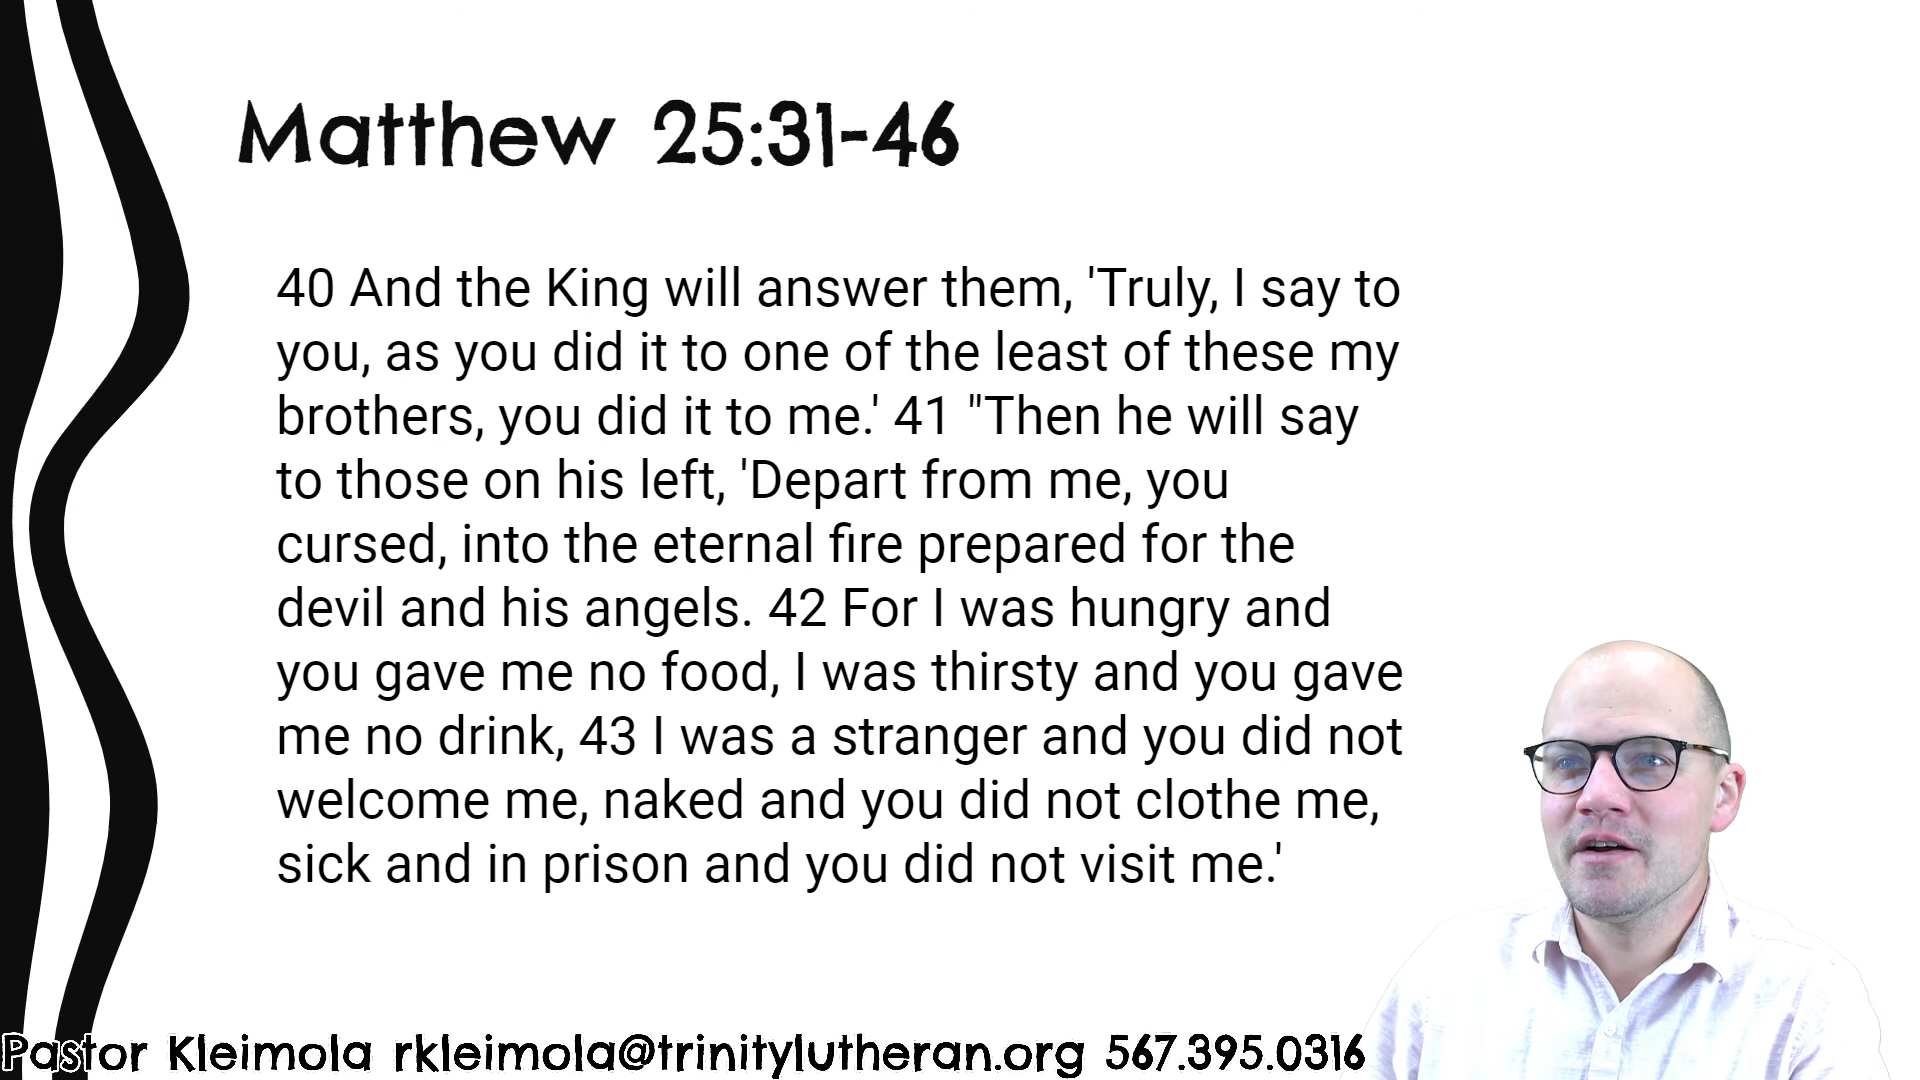 Matthew 25:31-46
40 And the King will answer them, 'Truly, I say to
you, as you did it to one of the least of these my
brothers, you did it to me.' 41 "Then he will say
to those on his left, 'Depart from me, you
cursed, into the eternal fire prepared for the
devil and his angels. 42 For I was hungry and
you gave me no food, I was thirsty and you gave
me no drink, 43 I was a stranger and you did not
welcome me, naked and you did not clothe me,
sick and in prison and you did not visit me.'
Pastor Kleimola rkleimola@trinitylutheran.org 567.395.0316